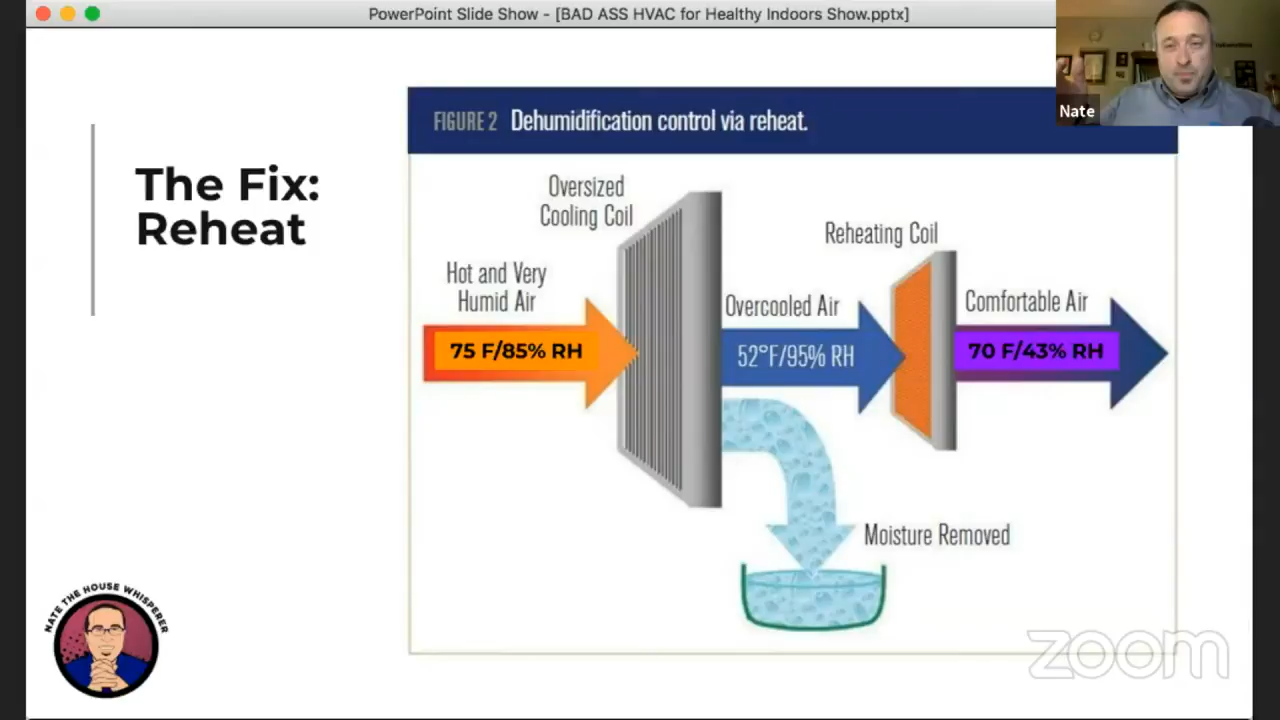 PowerPoint Slide Show - [BAD ASS HVAC for Healthy Indoors Show.pptx]
Nate
The Fix:
Reheat
FIGURE 2 Dehumidification control via reheat.
Oversized
Cooling Coil
Reheating Coil
Hot and Very
Humid Air
Overcooled Air
Comfortable Air
75 F/85% RH
52°F/95% RH
70 F/43% RH
Moisture Removed
NATE THE HOUSE WHISPERER
zoom